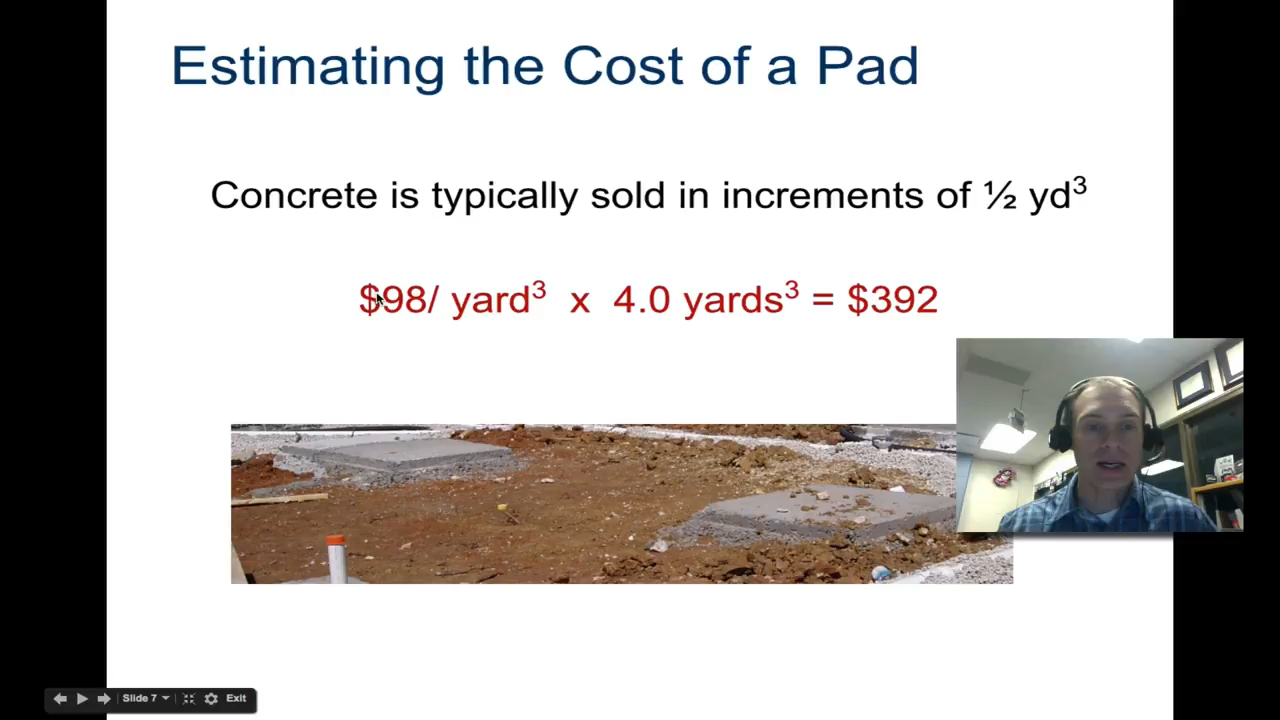 Estimating the Cost of a Pad
Concrete is typically sold in increments of ½ yd³
$98/ yard³ x 4.0 yards³ = $392
Slide 7
Exit